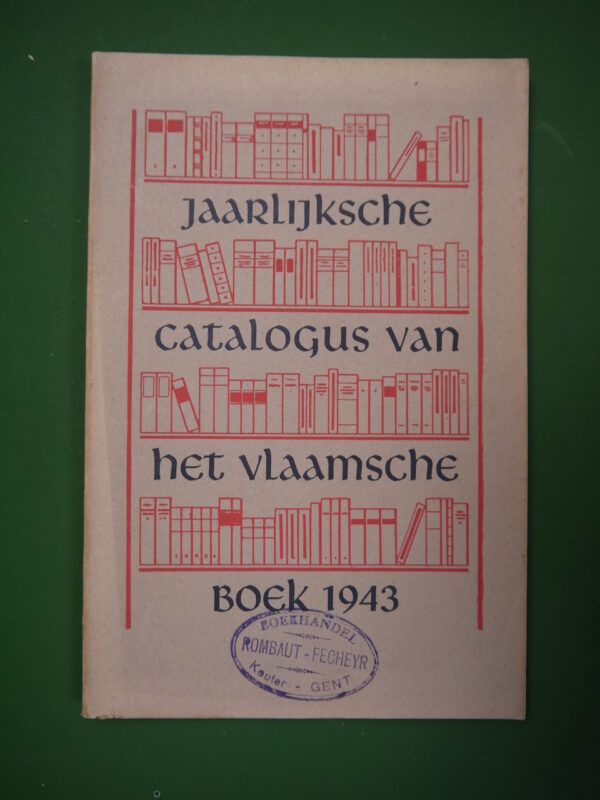 JAARLIJKSCHE
CATALOGUS VAN
HET VLAAMSCHE
BOEK 1943
BOEKHANDEL
ROMBAUT - FECHEYR
Kouter - GENT